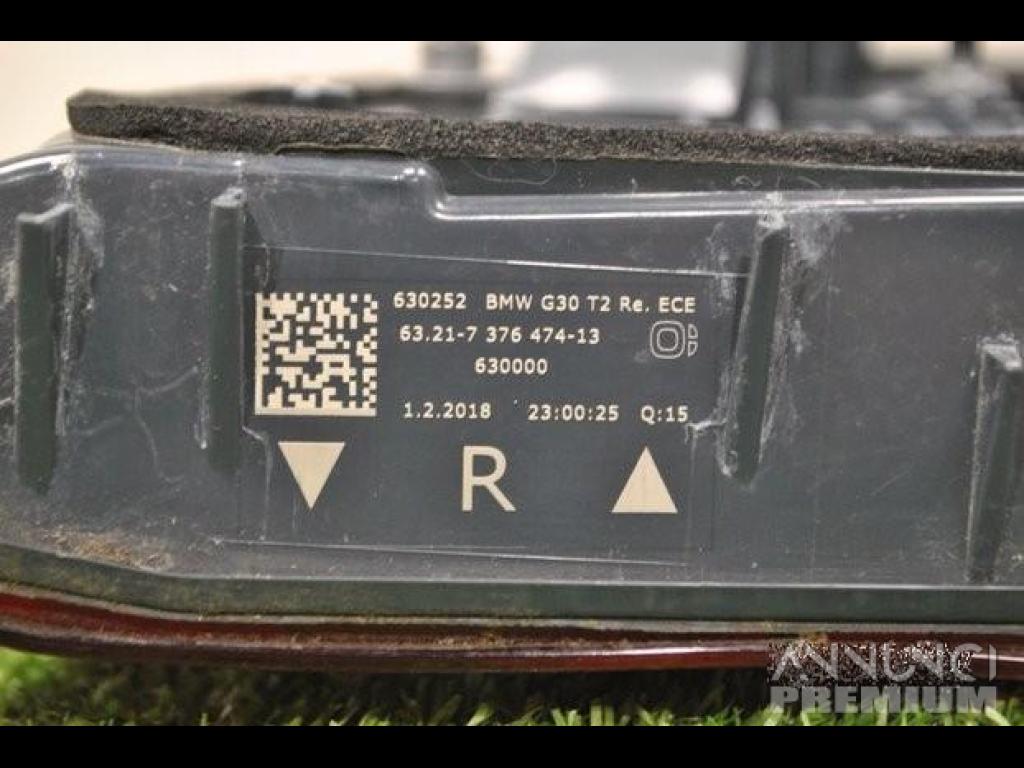 630252 BMW G30 T2 Re. ECE
63.21-7 376 474-13
630000
1.2.2018 23:00:25 Q:15
R
ANNUNCI
PREMIUM